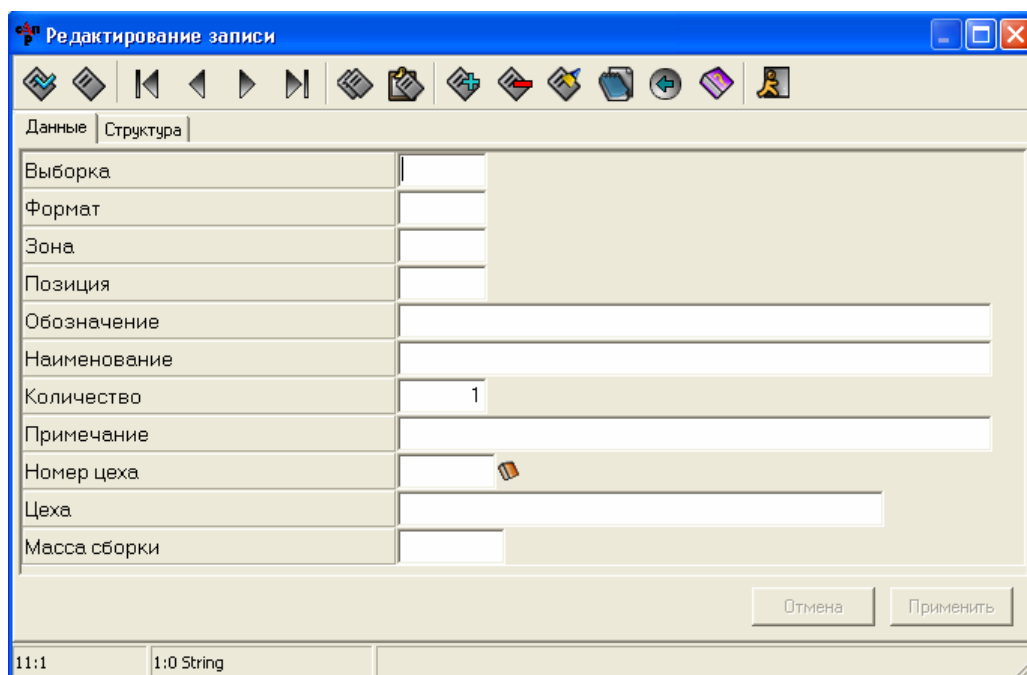 Редактирование записи
Данные Структура
Выборка
Формат
Зона
Позиция
Обозначение
Наименование
Количество 1
Примечание
Номер цеха
Цеха
Масса сборки
Отмена Применить
11:1 1:0 String